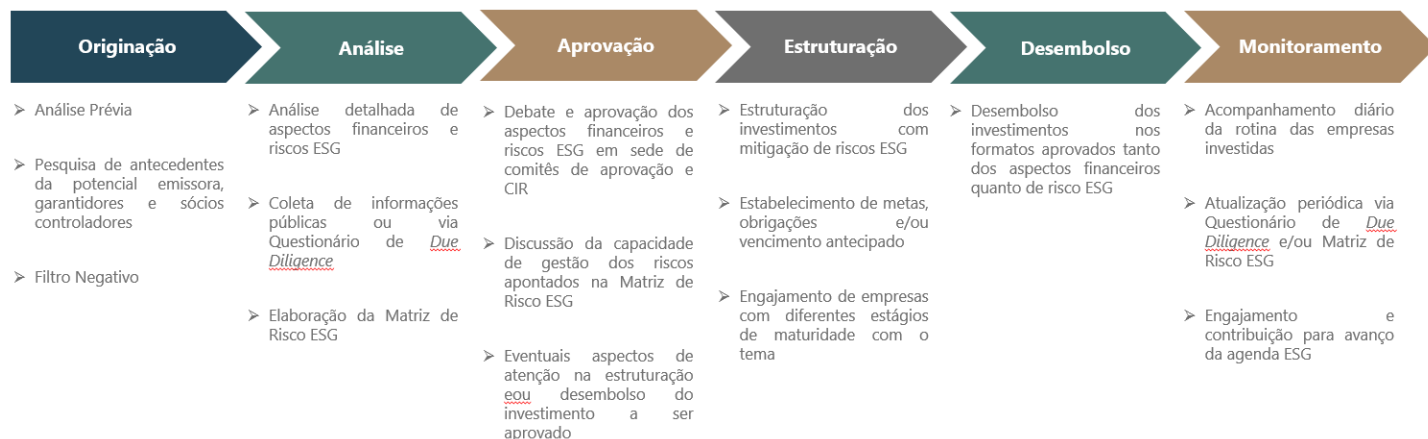 Originação
Análise
Aprovação
Estruturação
Desembolso
Monitoramento
➢ Análise Prévia
➢ Pesquisa de antecedentes
da potencial emissora,
garantidores e sócios
controladores
➢ Filtro Negativo
➢ Análise detalhada de
aspectos financeiros e
riscos ESG
➢ Coleta de informações
públicas ou via
Questionário de Due
Diligence
➢ Elaboração da Matriz de
Risco ESG
➢ Debate e aprovação dos
aspectos financeiros e
riscos ESG em sede de
comitês de aprovação e
CIR
➢ Discussão da capacidade
de gestão dos riscos
apontados na Matriz de
Risco ESG
➢ Eventuais aspectos de
atenção na estruturação
eou desembolso do
investimento a ser
aprovado
➢ Estruturação dos
investimentos com
mitigação de riscos ESG
➢ Estabelecimento de metas,
obrigações e/ou
vencimento antecipado
➢ Engajamento de empresas
com diferentes estágios
de maturidade com o
tema
➢ Desembolso dos
investimentos nos
formatos aprovados tanto
dos aspectos financeiros
quanto de risco ESG
➢ Acompanhamento diário
da rotina das empresas
investidas
➢ Atualização periódica via
Questionário de Due
Diligence e/ou Matriz de
Risco ESG
➢ Engajamento e
contribuição para avanço
da agenda ESG